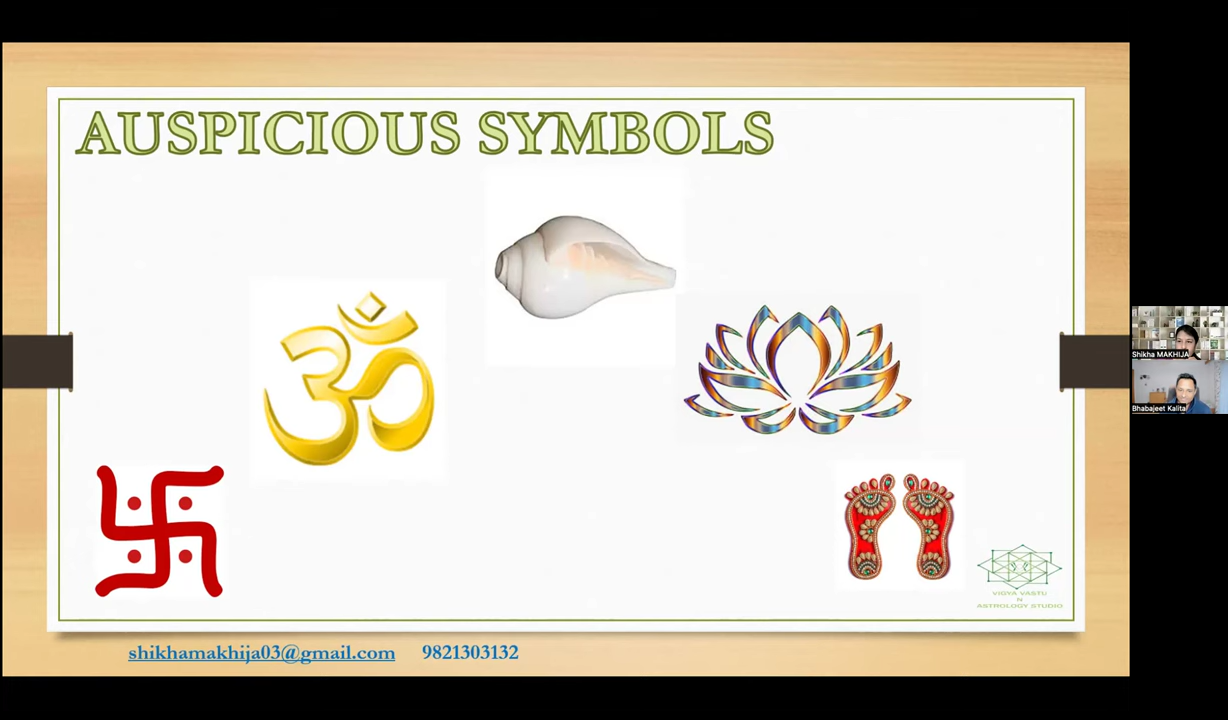 AUSPICIOUS SYMBOLS
ॐ
Shikha MAKHIJA
Bhabajeet Kalita
VIGYA VASTU
N
ASTROLOGY STUDIO
shikhamakhija03@gmail.com 9821303132